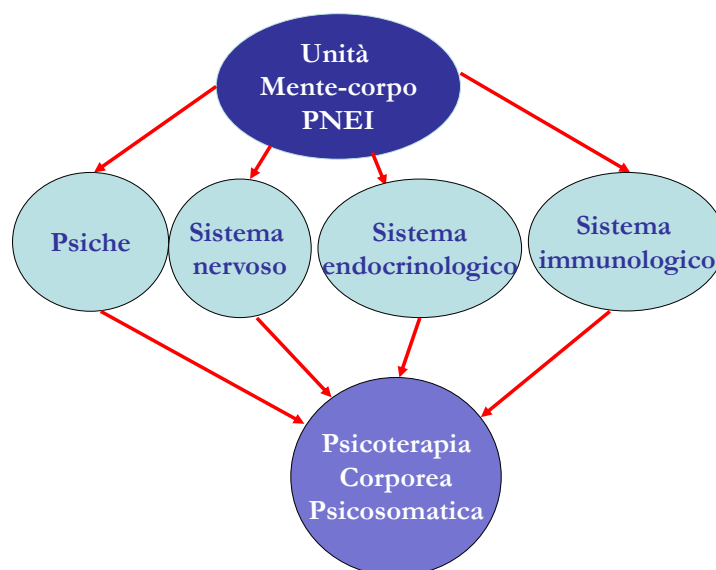 Unità
Mente-corpo
PNEI
Psiche
Sistema
nervoso
Sistema
endocrinologico
Sistema
immunologico
Psicoterapia
Corporea
Psicosomatica